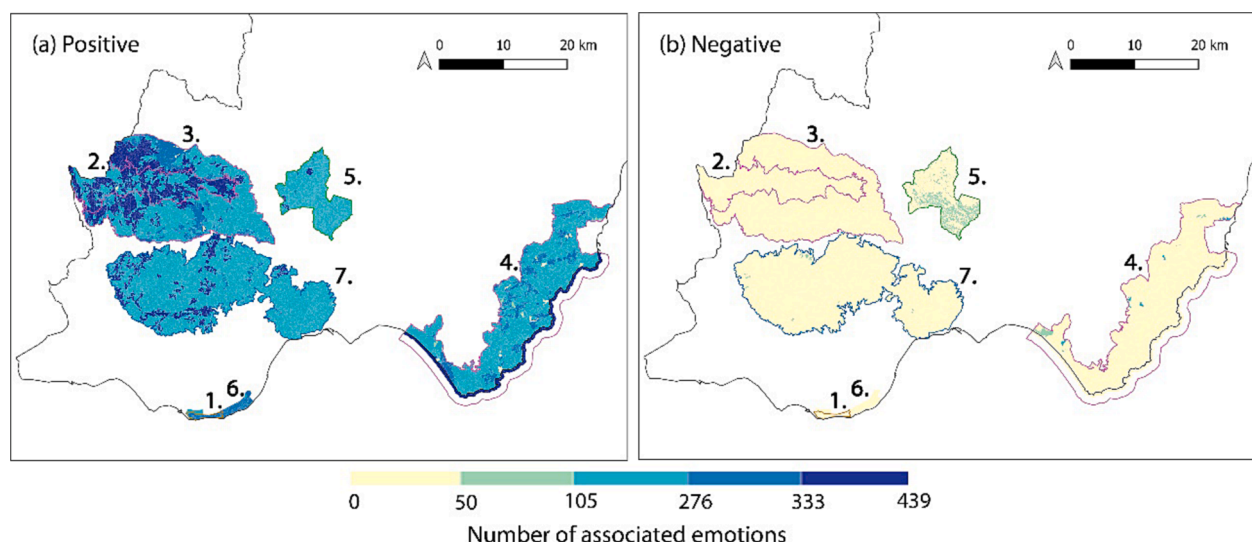 (a) Positive
0 10 20 km
3.
2.
5.
4.
7.
6.
1.
(b) Negative
0 10 20 km
3.
2.
5.
4.
7.
6.
1.
0 50 105 276 333 439
Number of associated emotions